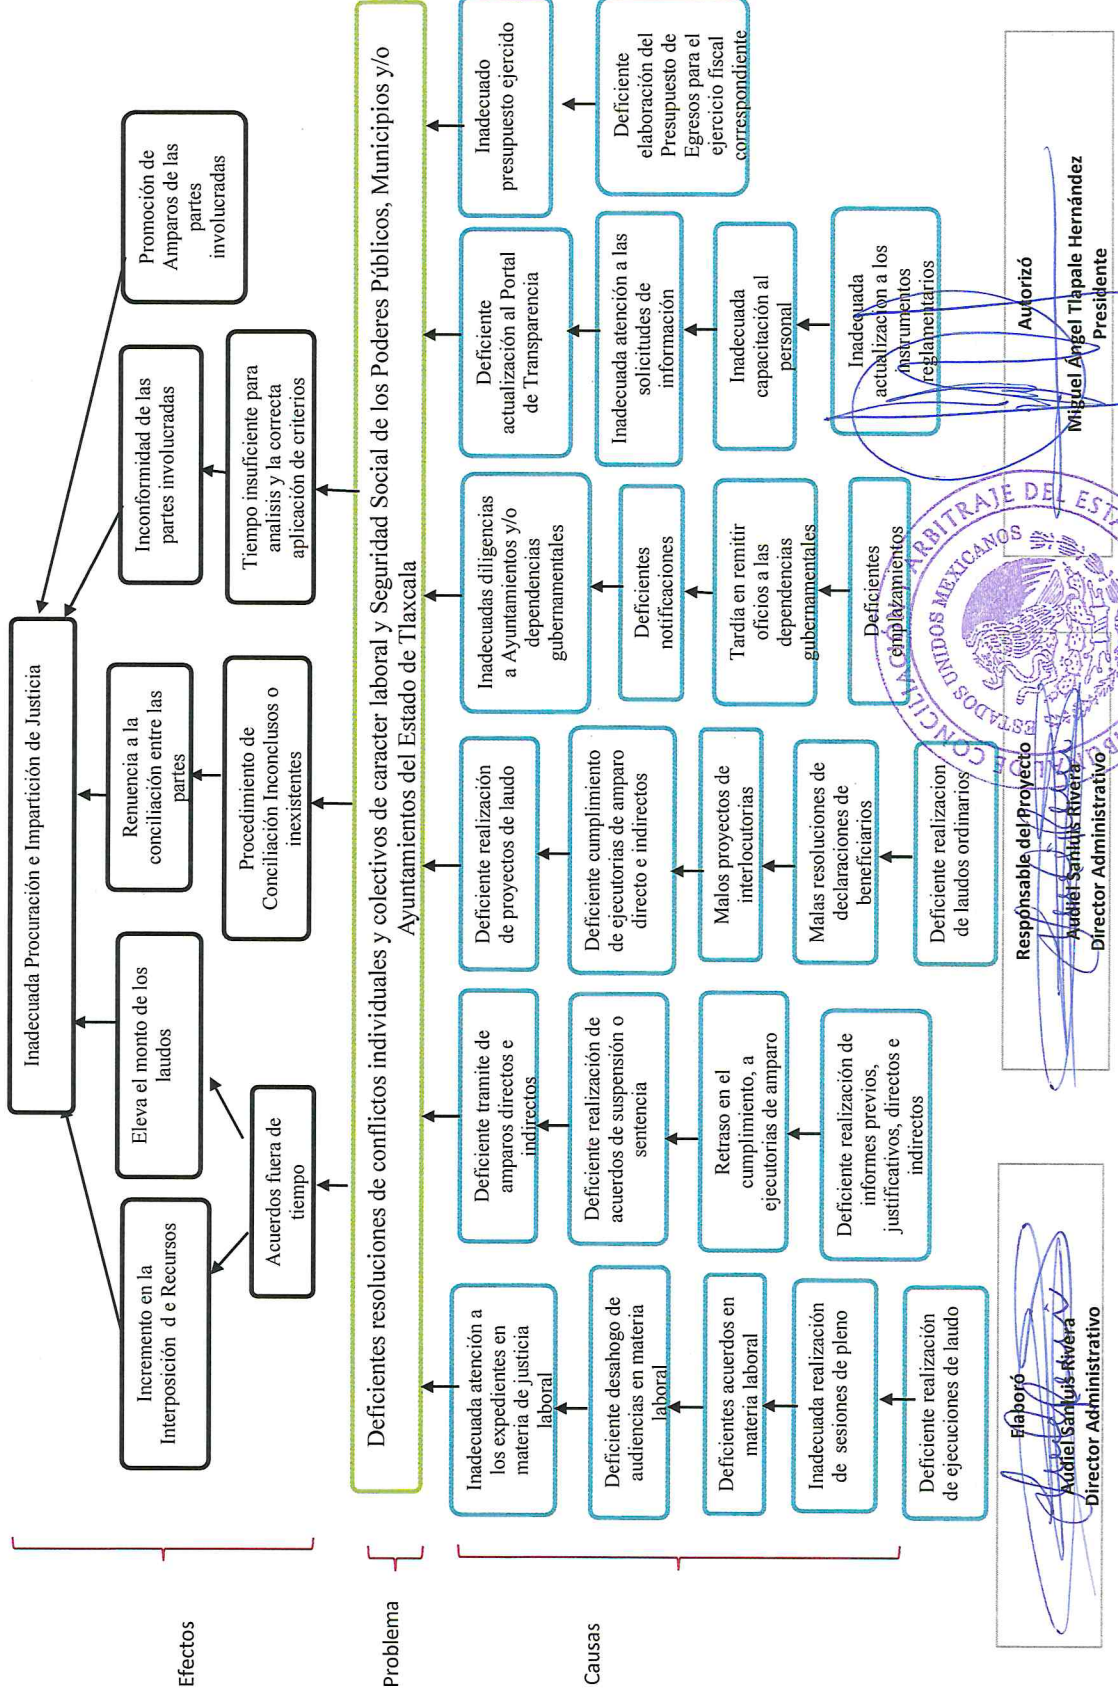 Efectos
Inadecuada Procuración e Impartición de Justicia
Incremento en la
Interposición d e Recursos
Eleva el monto de los
laudos
Renuencia a la
conciliación entre las
partes
Inconformidad de las
partes involucradas
Promoción de
Amparos de las
partes
involucradas
Acuerdos fuera de
tiempo
Procedimiento de
Conciliación Inconclusos o
inexistentes
Tiempo insuficiente para
analisis y la correcta
aplicación de criterios
Problema
Deficientes resoluciones de conflictos individuales y colectivos de caracter laboral y Seguridad Social de los Poderes Públicos, Municipios y/o
Ayuntamientos del Estado de Tlaxcala
Causas
Inadecuada atención a
los expedientes en
materia de justicia
laboral
Deficiente desahogo de
audiencias en materia
laboral
Deficientes acuerdos en
materia laboral
Inadecuada realización
de sesiones de pleno
Deficiente realización
de ejecuciones de laudo
Deficiente tramite de
amparos directos e
indirectos
Deficiente realización de
acuerdos de suspensión o
sentencia
Retraso en el
cumplimiento, a
ejecutorias de amparo
Deficiente realización de
informes previos,
justificativos, directos e
indirectos
Deficiente realización
de proyectos de laudo
Deficiente cumplimiento
de ejecutorias de amparo
directo e indirectos
Malos proyectos de
interlocutorias
Malas resoluciones de
declaraciones de
beneficiarios
Deficiente realizacion
de laudos ordinarios
Inadecuadas diligencias
a Ayuntamientos y/o
dependencias
gubernamentales
Deficientes
notificaciones
Tardía en remitir
oficios a las
dependencias
gubernamentales
Deficientes
emplazamientos
Deficiente
actualización al Portal
de Transparencia
Inadecuada atención a las
solicitudes de
información
Inadecuada
capacitación al
personal
Inadecuada
actualización a los
instrumentos
reglamentarios
Inadecuado
presupuesto ejercido
Deficiente
elaboración del
Presupuesto de
Egresos para el
ejercicio fiscal
correspondiente
Elaboró
Audiel Sanluis Rivera
Director Administrativo
Responsable del Proyecto
Audiel Sanluis Rivera
Director Administrativo
Autorizó
Miguel Ángel Tlapale Hernández
Presidente
DE CONCILIACIÓN Y ARBITRAJE DEL
ESTADOS UNIDOS MEXICANOS